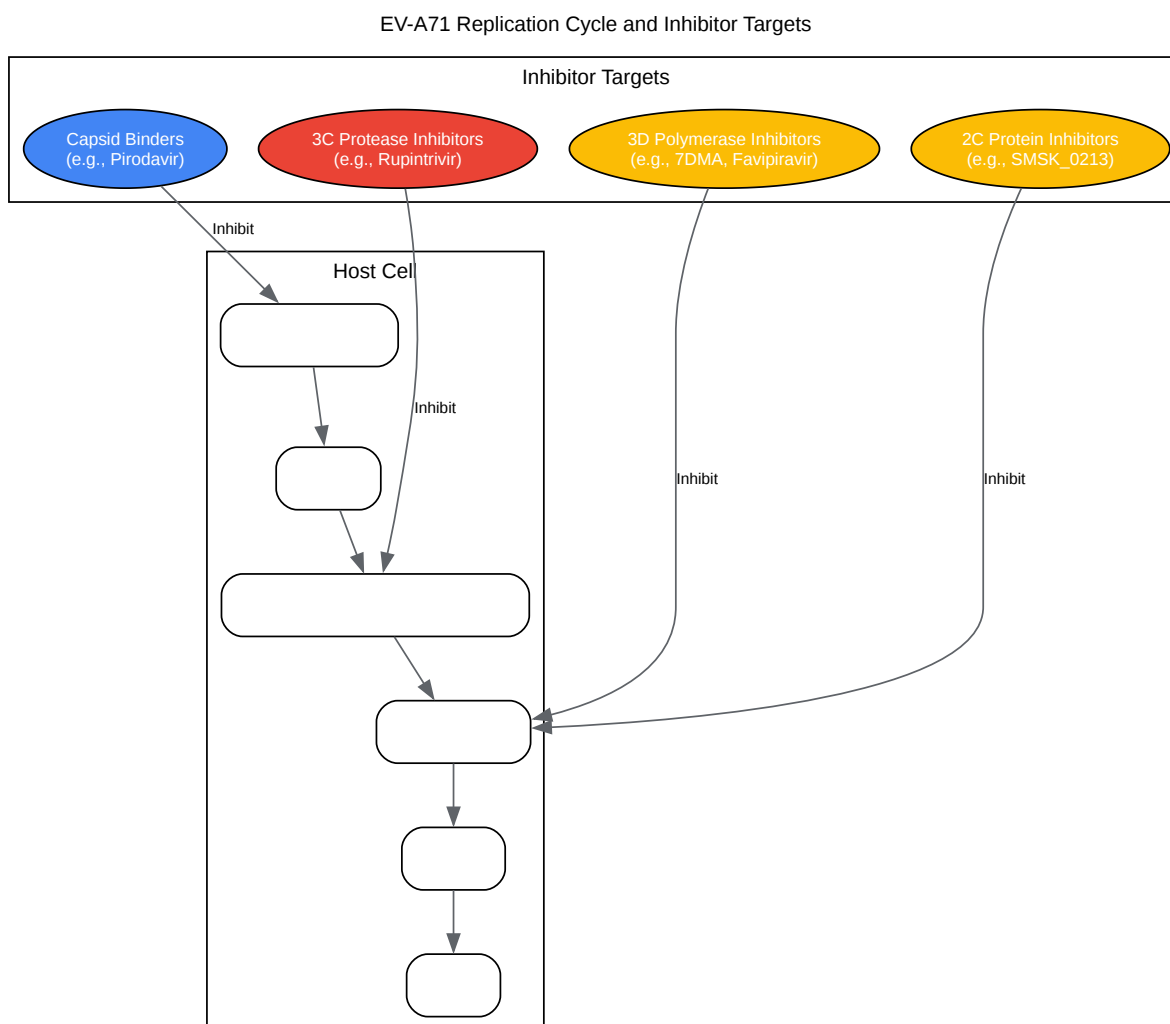 EV-A71 Replication Cycle and Inhibitor Targets
Inhibitor Targets
Capsid Binders
(e.g., Pirodavir)
3C Protease Inhibitors
(e.g., Rupintrivir)
3D Polymerase Inhibitors
(e.g., 7DMA, Favipiravir)
2C Protein Inhibitors
(e.g., SMSK_0213)
Inhibit
Host Cell
Inhibit
Inhibit
Inhibit